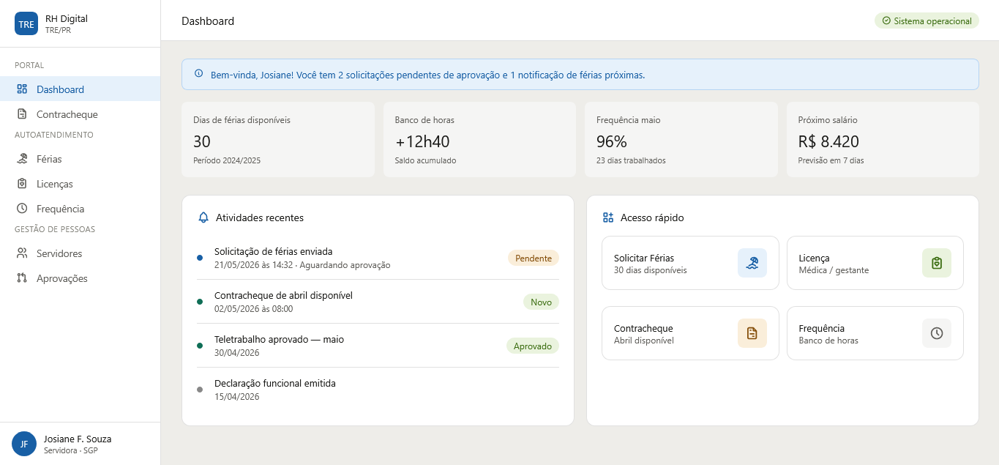 TRE
RH Digital
TRE/PR
PORTAL
Dashboard
Contracheque
AUTOATENDIMENTO
Férias
Licenças
Frequência
GESTÃO DE PESSOAS
Servidores
Aprovações
JF
Josiane F. Souza
Servidora · SGP
Dashboard
Sistema operacional
Bem-vinda, Josiane! Você tem 2 solicitações pendentes de aprovação e 1 notificação de férias próximas.
Dias de férias disponíveis
30
Período 2024/2025
Banco de horas
+12h40
Saldo acumulado
Frequência maio
96%
23 dias trabalhados
Próximo salário
R$ 8.420
Previsão em 7 dias
Atividades recentes
Solicitação de férias enviada
21/05/2026 às 14:32 · Aguardando aprovação
Pendente
Contracheque de abril disponível
02/05/2026 às 08:00
Novo
Teletrabalho aprovado — maio
30/04/2026
Aprovado
Declaração funcional emitida
15/04/2026
Acesso rápido
Solicitar Férias
30 dias disponíveis
Licença
Médica / gestante
Contracheque
Abril disponível
Frequência
Banco de horas